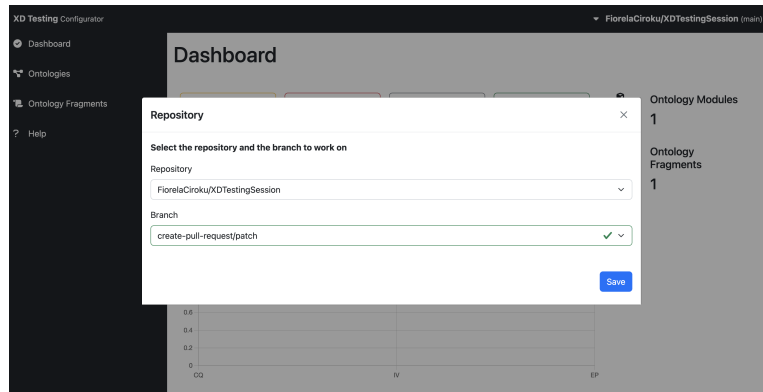 XD Testing Configurator
FiorelaCiroku/XDTestingSession (main)
Dashboard
Ontologies
Ontology Fragments
? Help
Dashboard
Ontology Modules
1
Ontology
Fragments
1
Repository
Select the repository and the branch to work on
Repository
FiorelaCiroku/XDTestingSession
Branch
create-pull-request/patch
Save
0.6
0.4
0.2
0
CQ IV EP